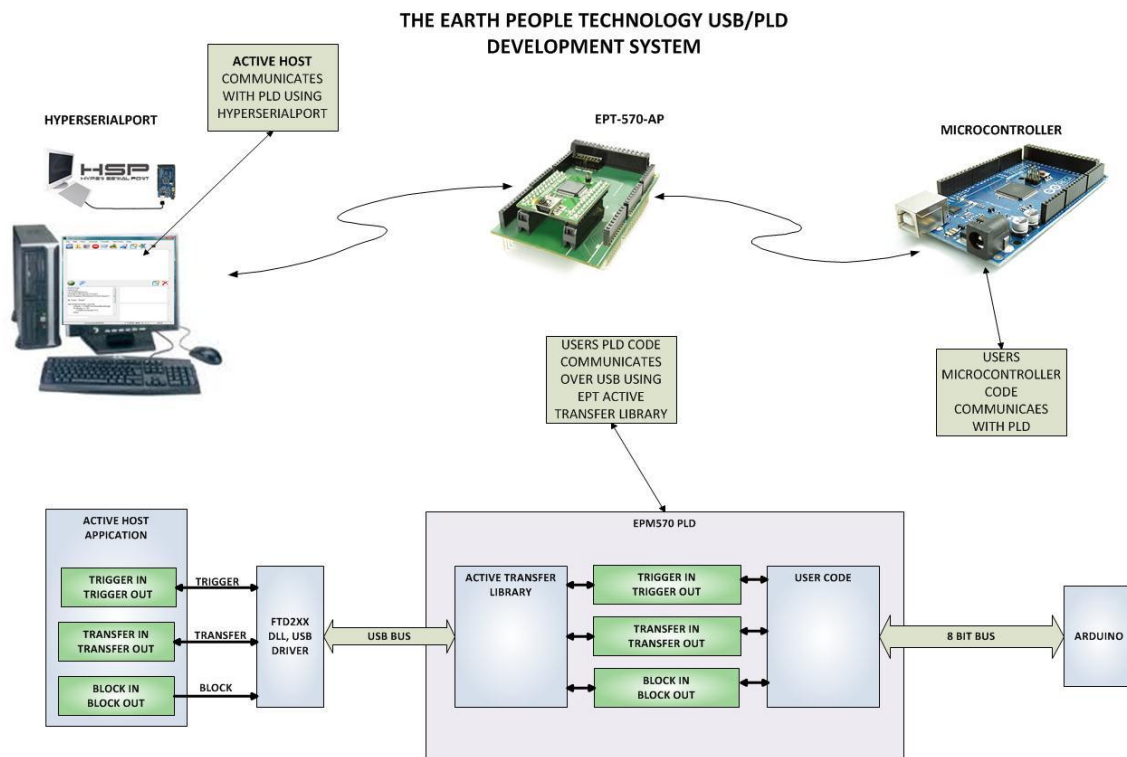 THE EARTH PEOPLE TECHNOLOGY USB/PLD
DEVELOPMENT SYSTEM
ACTIVE HOST
COMMUNICATES
WITH PLD USING
HYPERSERIALPORT
HYPERSERIALPORT
HSP
HYPER SERIAL PORT
EPT-570-AP
MICROCONTROLLER
USERS PLD CODE
COMMUNICATES
OVER USB USING
EPT ACTIVE
TRANSFER LIBRARY
USERS
MICROCONTROLLER
CODE
COMMUNICAES
WITH PLD
ACTIVE HOST
APPICATION
TRIGGER IN
TRIGGER OUT
TRANSFER IN
TRANSFER OUT
BLOCK IN
BLOCK OUT
TRIGGER
TRANSFER
BLOCK
FTD2XX
DLL, USB
DRIVER
USB BUS
EPM570 PLD
ACTIVE TRANSFER
LIBRARY
TRIGGER IN
TRIGGER OUT
TRANSFER IN
TRANSFER OUT
BLOCK IN
BLOCK OUT
USER CODE
8 BIT BUS
ARDUINO